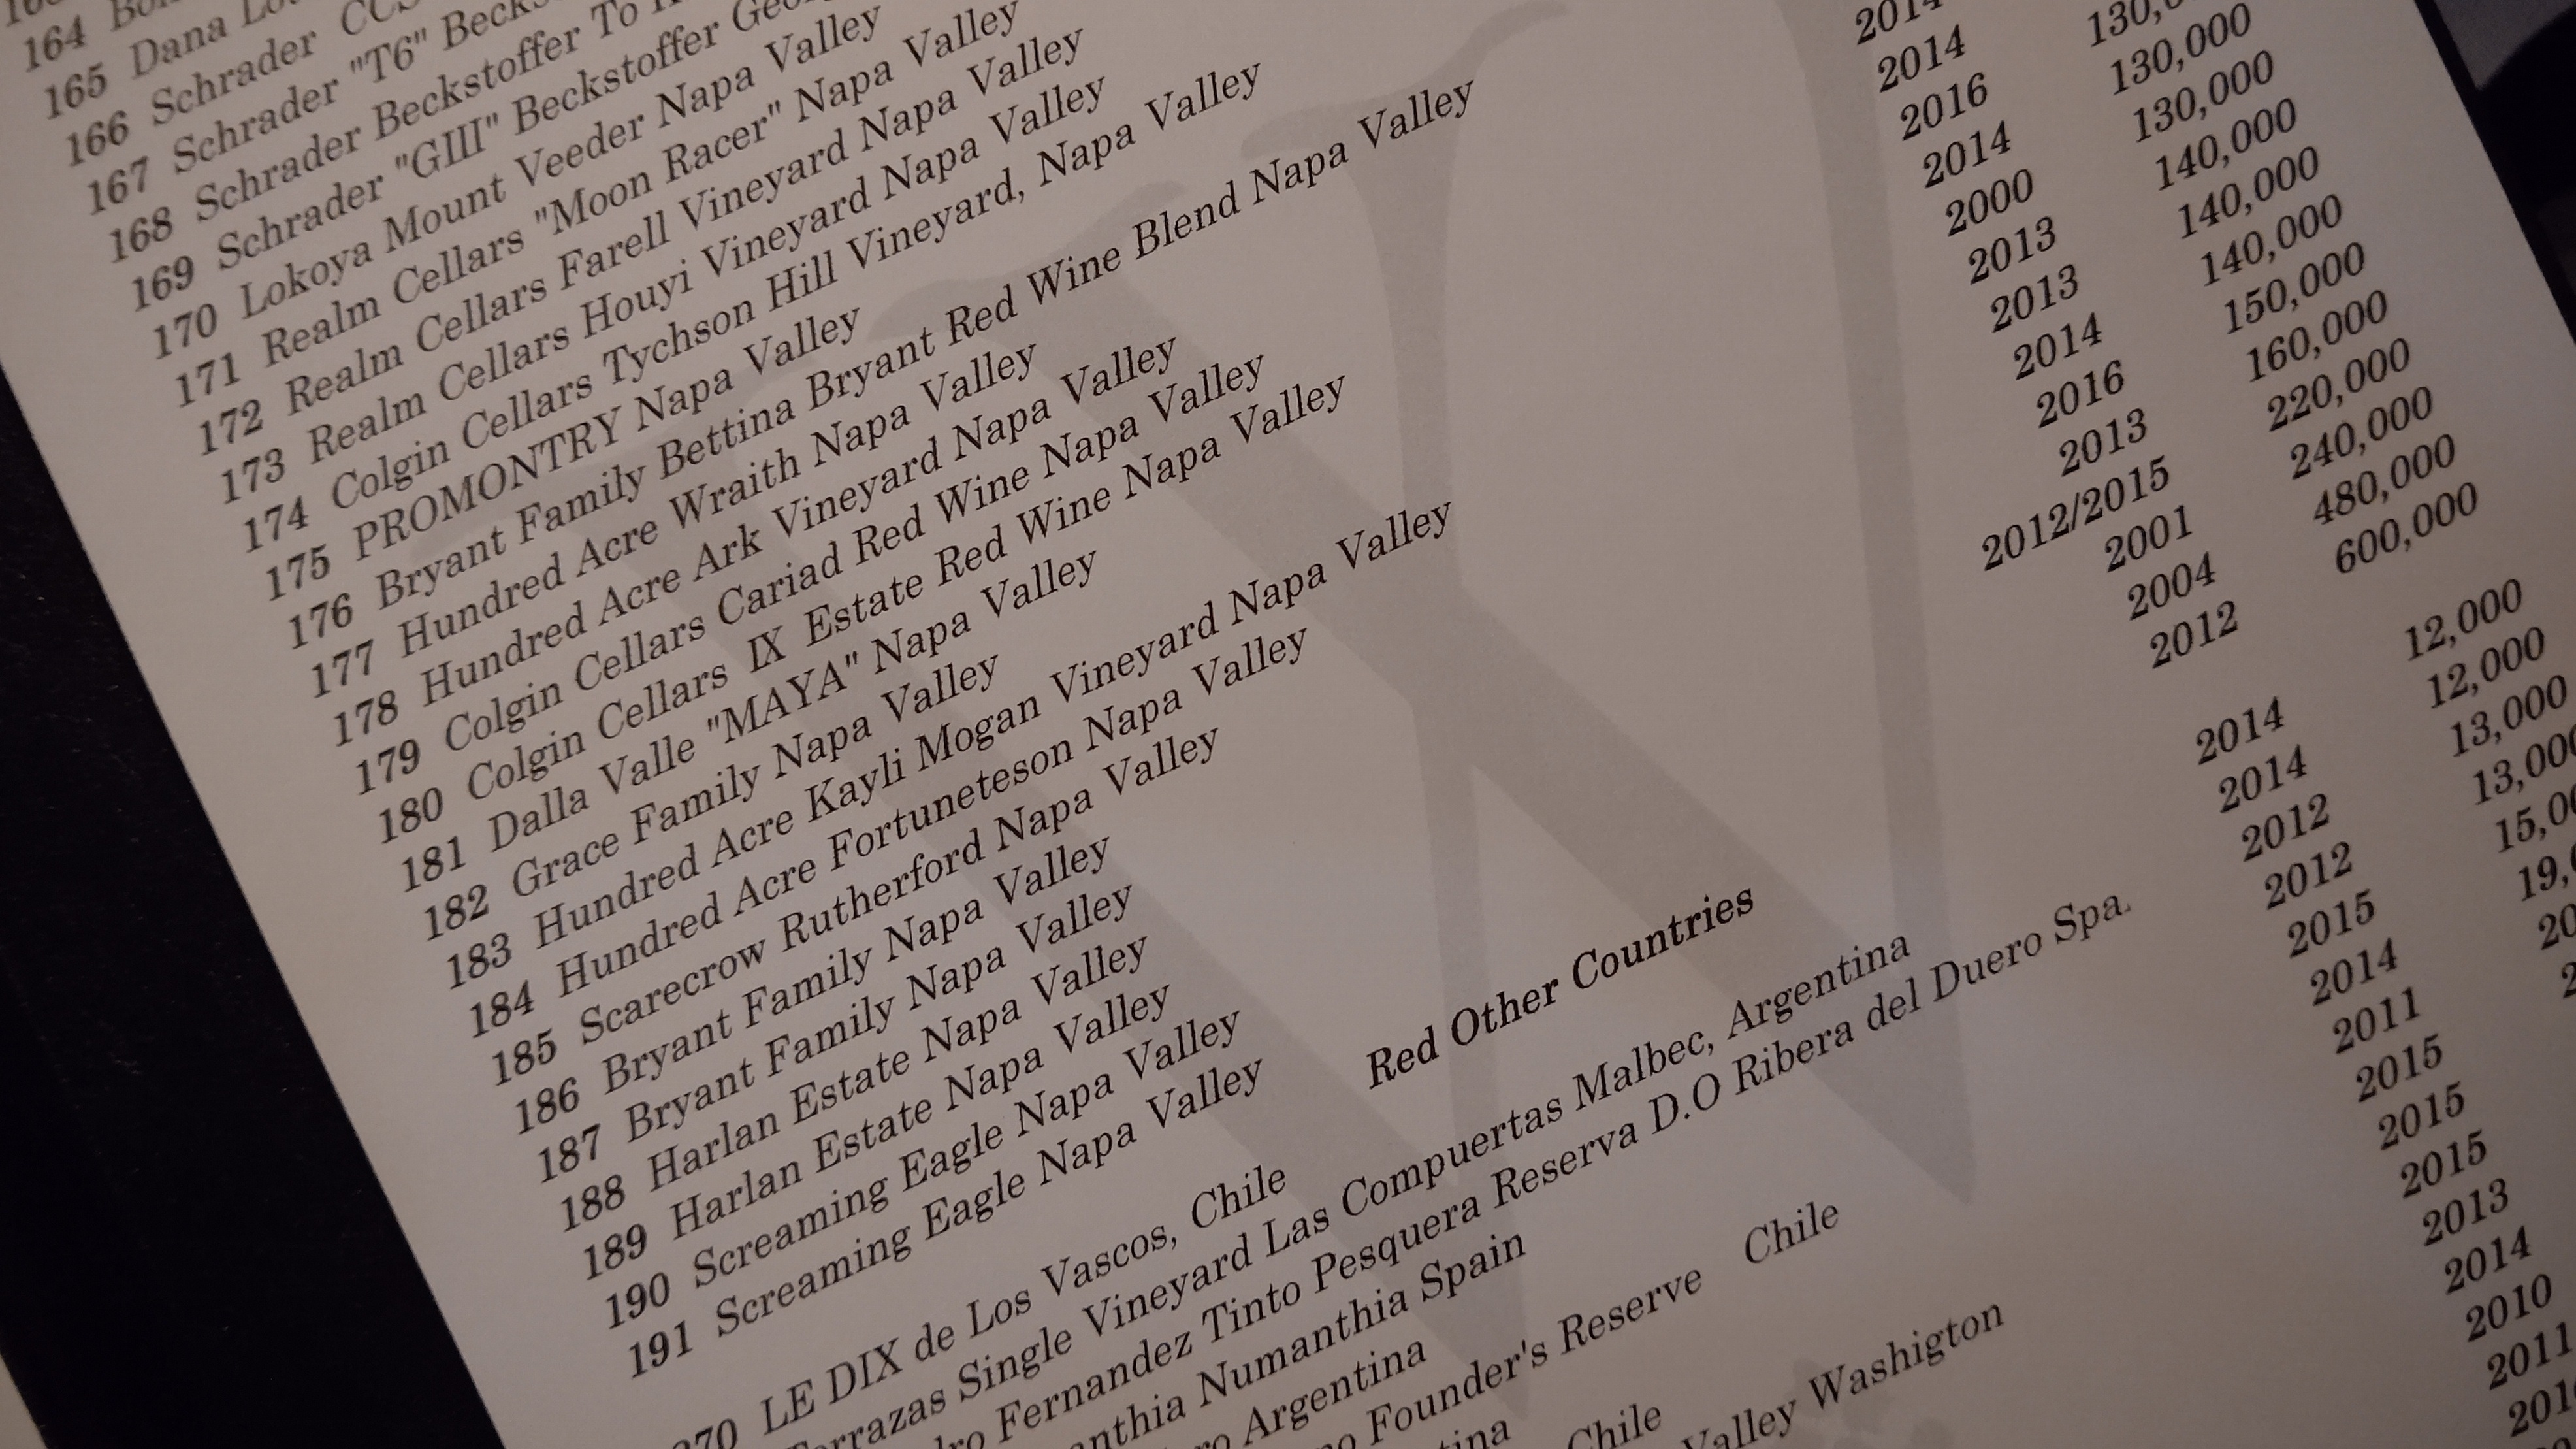 164
165 Dana
166 Schrader CCS
167 Schrader "T6"
168 Schrader Beckstoffer To
169 Schrader "GIII" Beckstoffer
170 Lokoya Mount Veeder Napa Valley
171 Realm Cellars "Moon Racer" Napa Valley
172 Realm Cellars Farell Vineyard Napa Valley
173 Realm Cellars Houyi Vineyard Napa Valley
174 Colgin Cellars Tychson Hill Vineyard, Napa Valley
175 PROMONTRY Napa Valley
176 Bryant Family Bettina Bryant Red Wine Blend Napa Valley
177 Hundred Acre Wraith Napa Valley
178 Hundred Acre Ark Vineyard Napa Valley 2014
179 Colgin Cellars Cariad Red Wine Napa Valley 2014
180 Colgin Cellars IX Estate Red Wine Napa Valley 2016
181 Dalla Valle "MAYA" Napa Valley 2014 130,000
182 Grace Family Napa Valley 2000 130,000
183 Hundred Acre Kayli Mogan Vineyard Napa Valley 2013 140,000
184 Hundred Acre Fortuneteson Napa Valley 2013 140,000
185 Scarecrow Rutherford Napa Valley 2014 140,000
186 Bryant Family Napa Valley 2016 150,000
187 Bryant Family Napa Valley 2013 160,000
188 Harlan Estate Napa Valley 2012/2015 220,000
189 Harlan Estate Napa Valley 2001 240,000
190 Screaming Eagle Napa Valley 2004 480,000
191 Screaming Eagle Napa Valley 2012 600,000
Red Other Countries
270 LE DIX de Los Vascos, Chile 2014 12,000
Terrazas Single Vineyard Las Compuertas Malbec, Argentina 2014 12,000
Fernandez Tinto Pesquera Reserva D.O Ribera del Duero Spa. 2012 13,000
Numanthia Spain 2012 13,000
Argentina 2015
Founder's Reserve Chile 2014
2011
Chile 2015
Valley Washigton 2015
2015
2013
2014
2010
2011